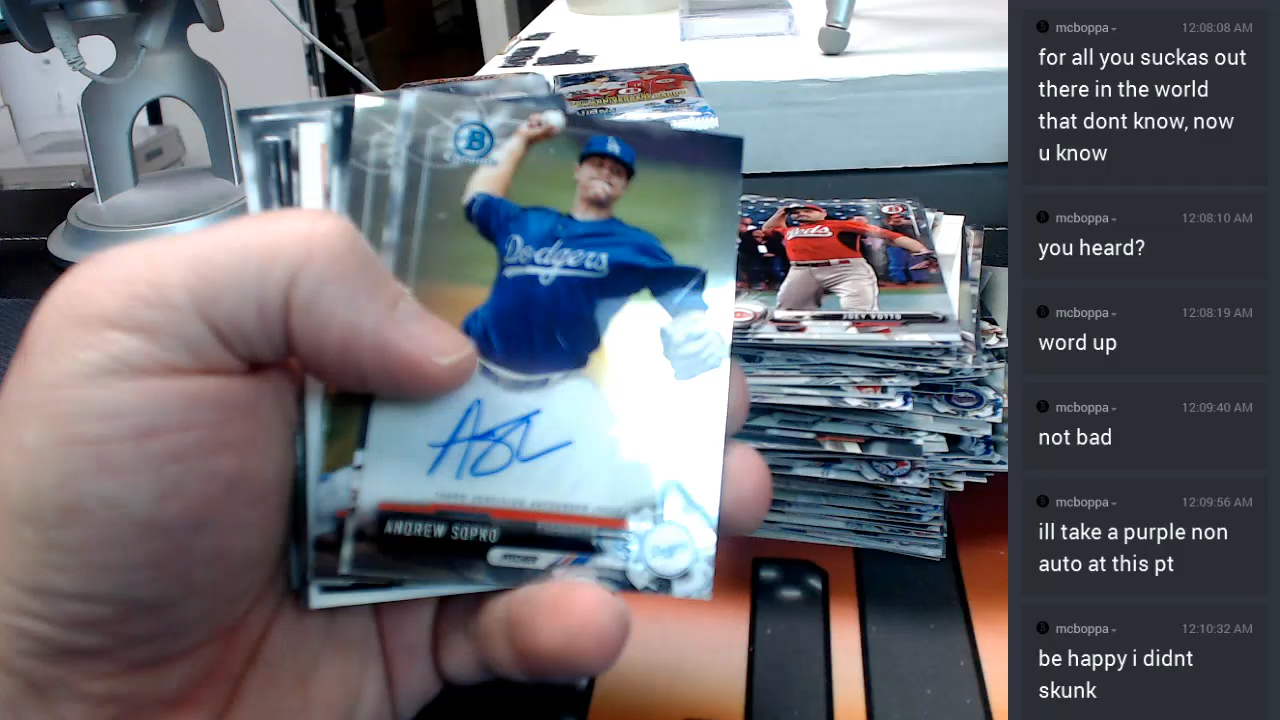 Dodgers
ASL
ANDREW SOPKO
PITCHER
Reds
JOEY VOTTO
mcboppa 12:08:08 AM
for all you suckas out
there in the world
that dont know, now
u know
mcboppa 12:08:10 AM
you heard?
mcboppa 12:08:19 AM
word up
mcboppa 12:09:40 AM
not bad
mcboppa 12:09:56 AM
ill take a purple non
auto at this pt
mcboppa 12:10:32 AM
be happy i didnt
skunk